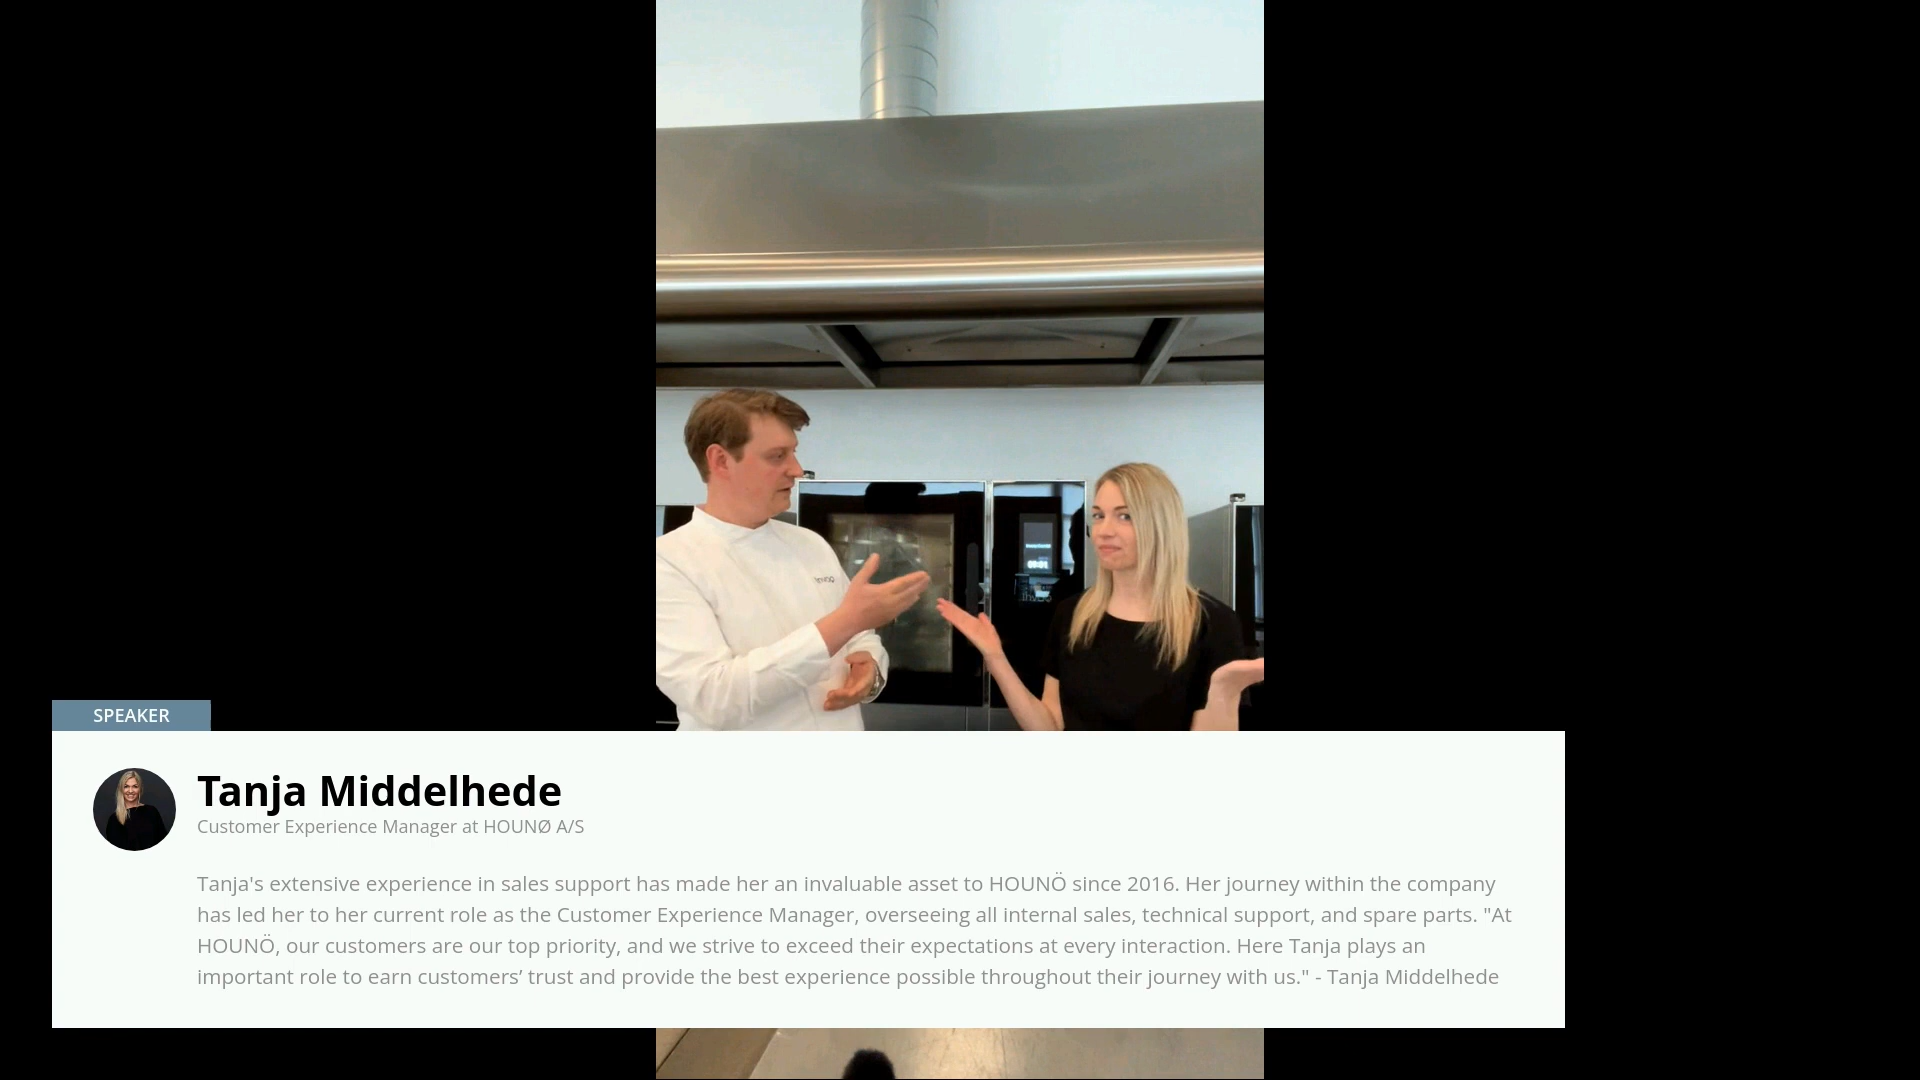 SPEAKER
Tanja Middelhede
Customer Experience Manager at HOUNØ A/S
Tanja's extensive experience in sales support has made her an invaluable asset to HOUNÖ since 2016. Her journey within the company
has led her to her current role as the Customer Experience Manager, overseeing all internal sales, technical support, and spare parts. "At
HOUNÖ, our customers are our top priority, and we strive to exceed their expectations at every interaction. Here Tanja plays an
important role to earn customers’ trust and provide the best experience possible throughout their journey with us." - Tanja Middelhede